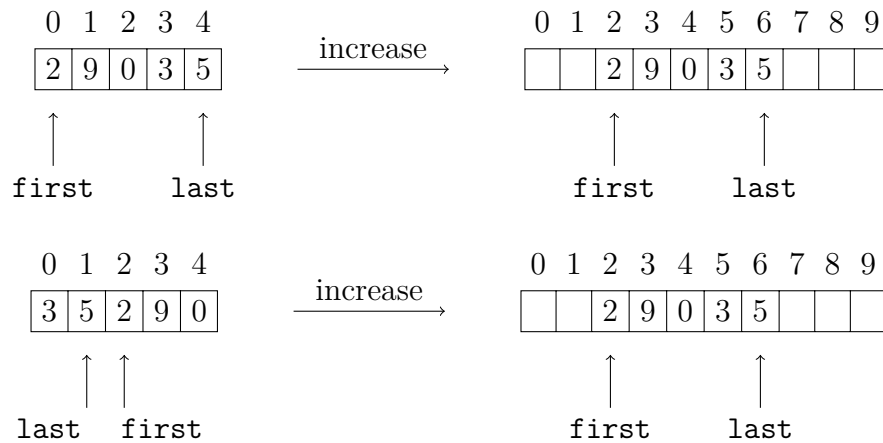 0 1 2 3 4 0 1 2 3 4 5 6 7 8 9
2 9 0 3 5 increase 2 9 0 3 5
first last first last
0 1 2 3 4 0 1 2 3 4 5 6 7 8 9
3 5 2 9 0 increase 2 9 0 3 5
last first first last